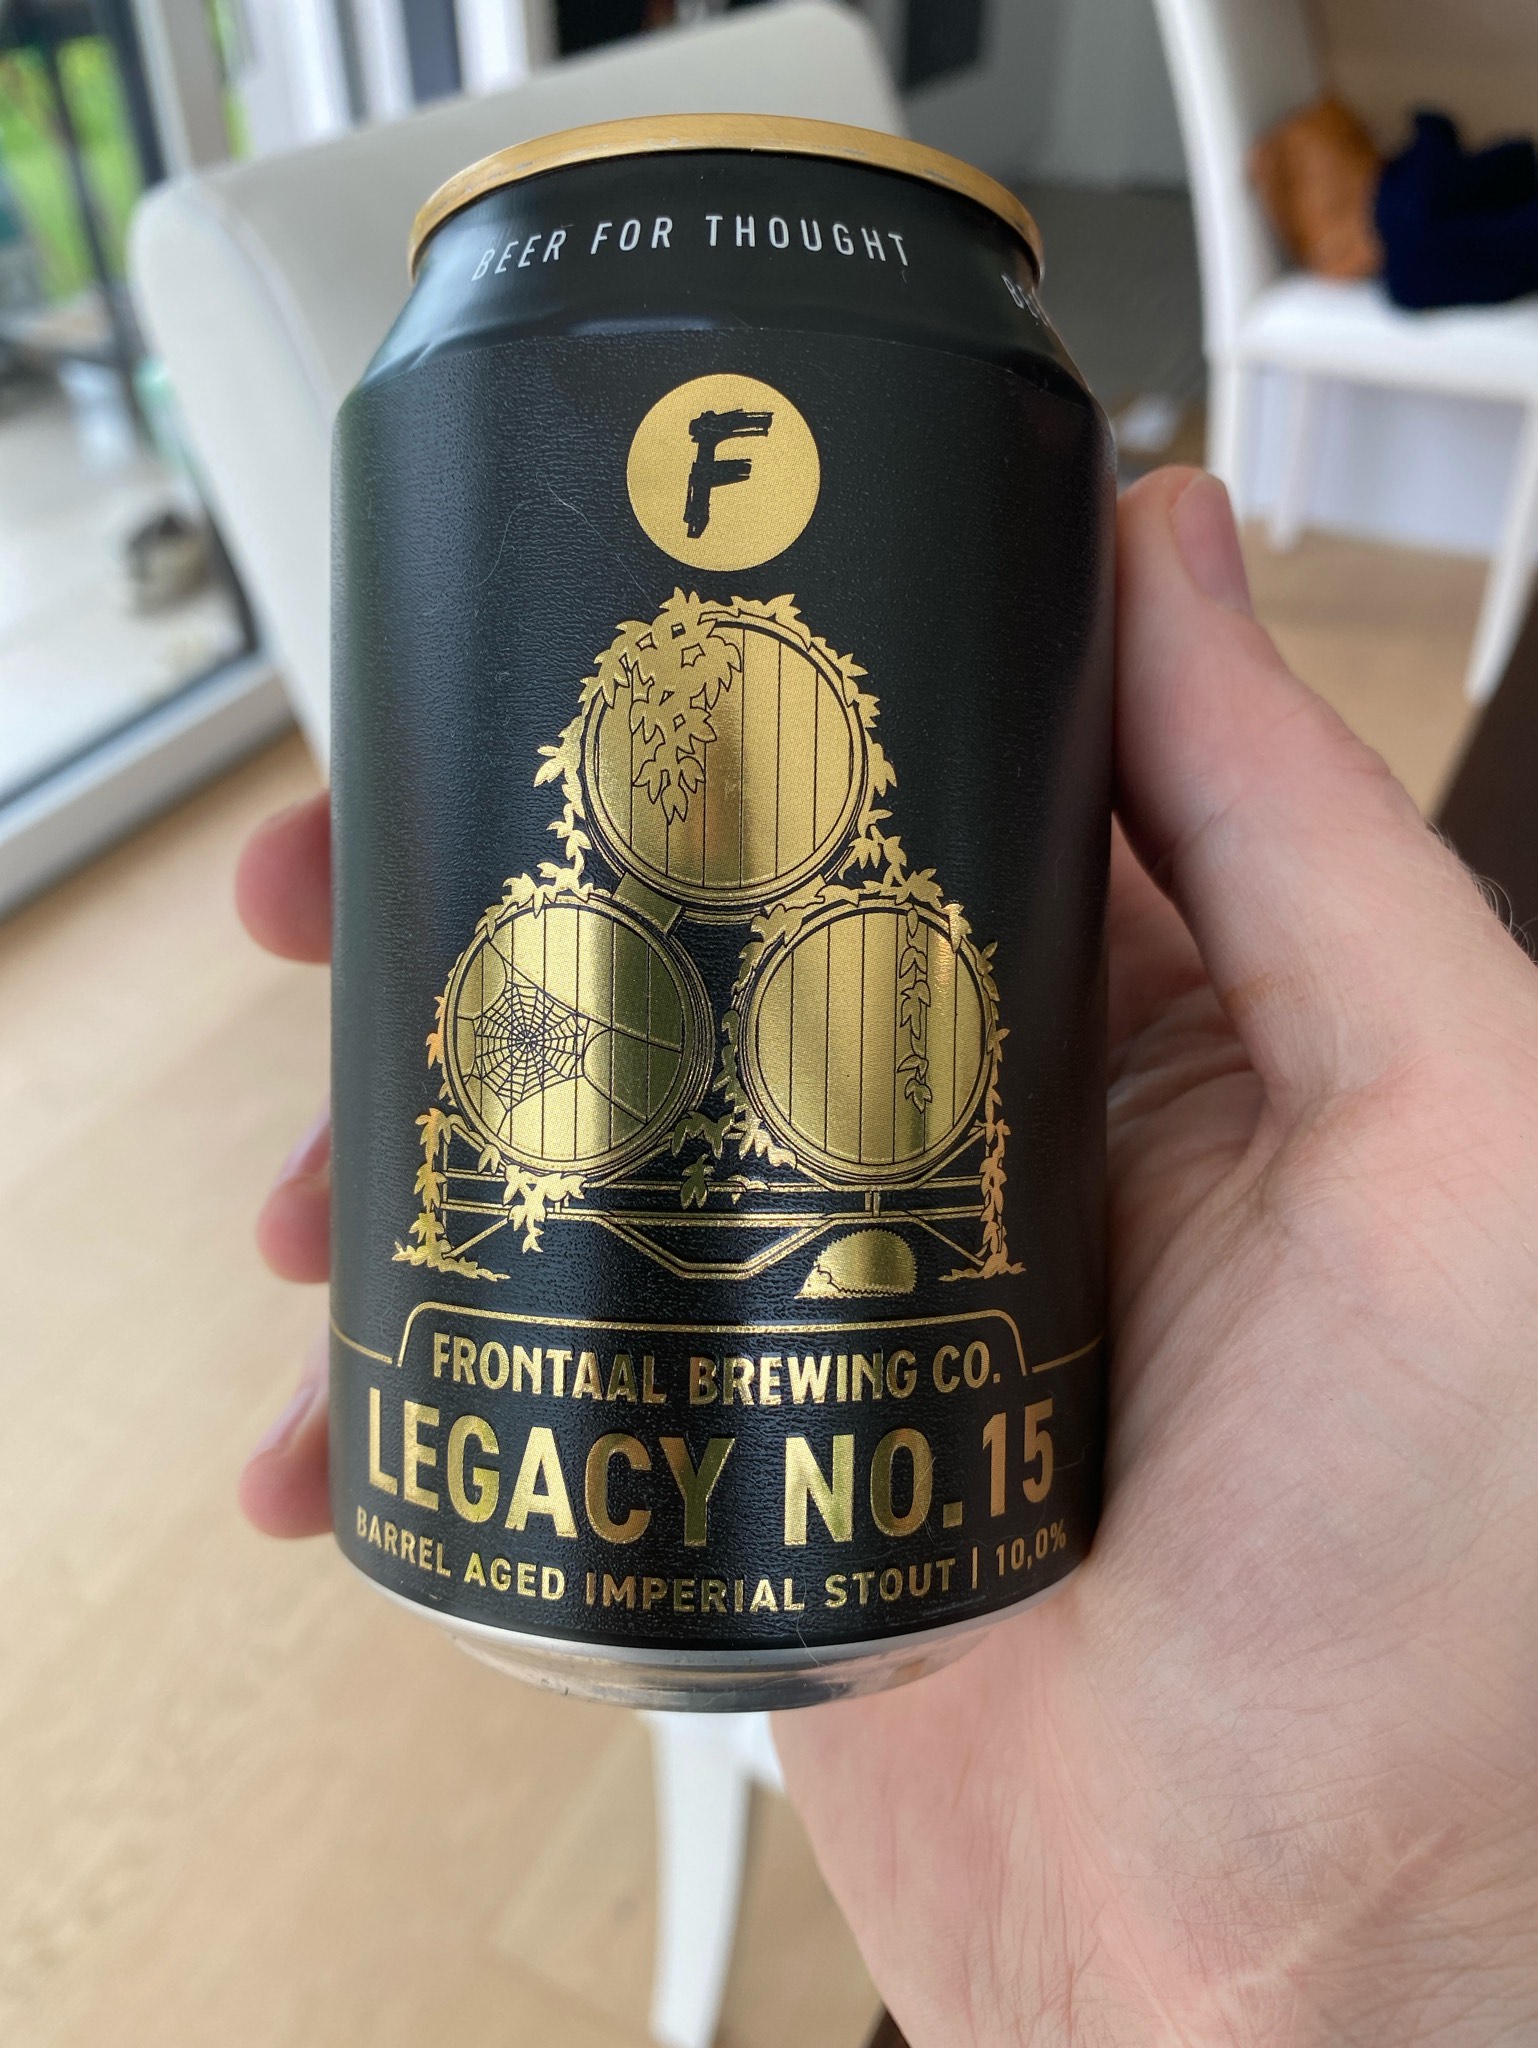 BEER FOR THOUGHT
F
FRONTAAL BREWING CO.
LEGACY NO.15
BARREL AGED IMPERIAL STOUT | 10,0%